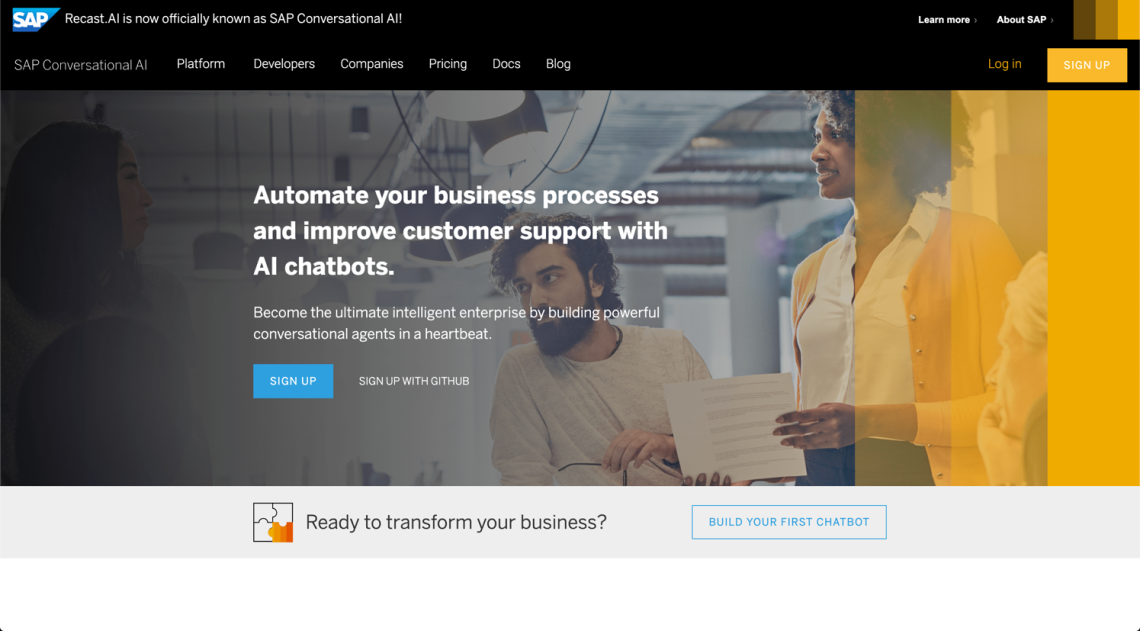 SAP Recast.AI is now officially known as SAP Conversational AI! Learn more › About SAP ›
SAP Conversational AI Platform Developers Companies Pricing Docs Blog Log in SIGN UP
Automate your business processes
and improve customer support with
AI chatbots.
Become the ultimate intelligent enterprise by building powerful
conversational agents in a heartbeat.
SIGN UP SIGN UP WITH GITHUB
Ready to transform your business? BUILD YOUR FIRST CHATBOT